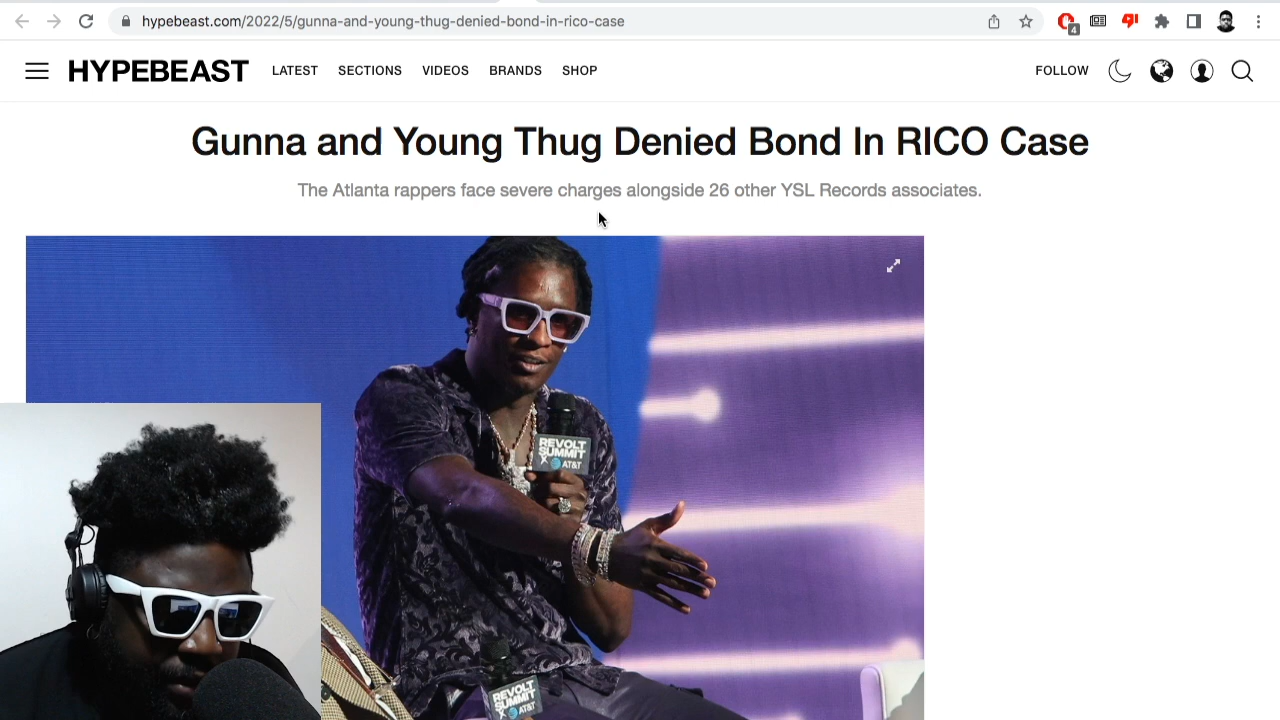 hypebeast.com/2022/5/gunna-and-young-thug-denied-bond-in-rico-case
4
HYPEBEAST LATEST SECTIONS VIDEOS BRANDS SHOP FOLLOW
Gunna and Young Thug Denied Bond In RICO Case
The Atlanta rappers face severe charges alongside 26 other YSL Records associates.
REVOLT
SUMMIT
X AT&T
REVOLT
SUMMIT
X AT&T